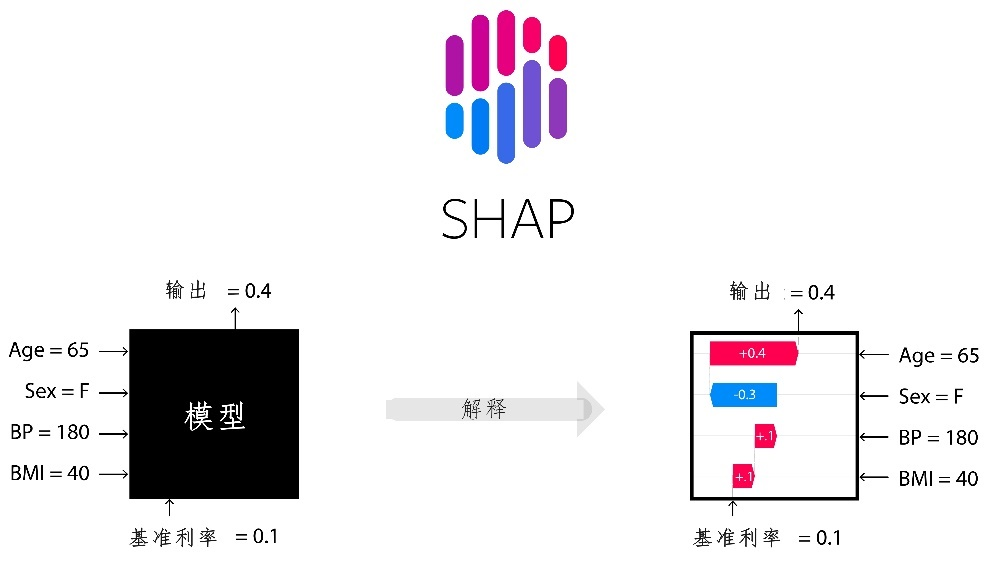 SHAP
输出 = 0.4
Age = 65
Sex = F
BP = 180
BMI = 40
模型
基准利率 = 0.1
解释
输出 = 0.4
+0.4
-0.3
+.1
+.1
Age = 65
Sex = F
BP = 180
BMI = 40
基准利率 = 0.1